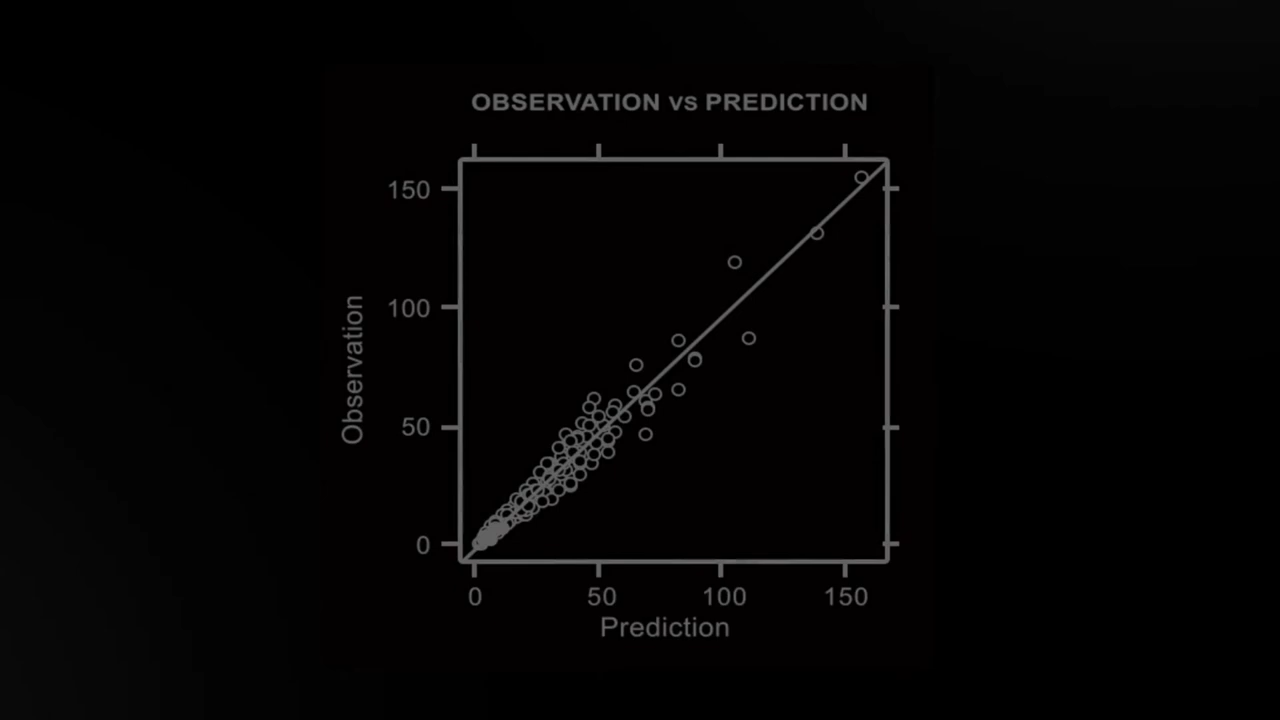 OBSERVATION VS PREDICTION
150
100
50
0
Observation
0 50 100 150
Prediction